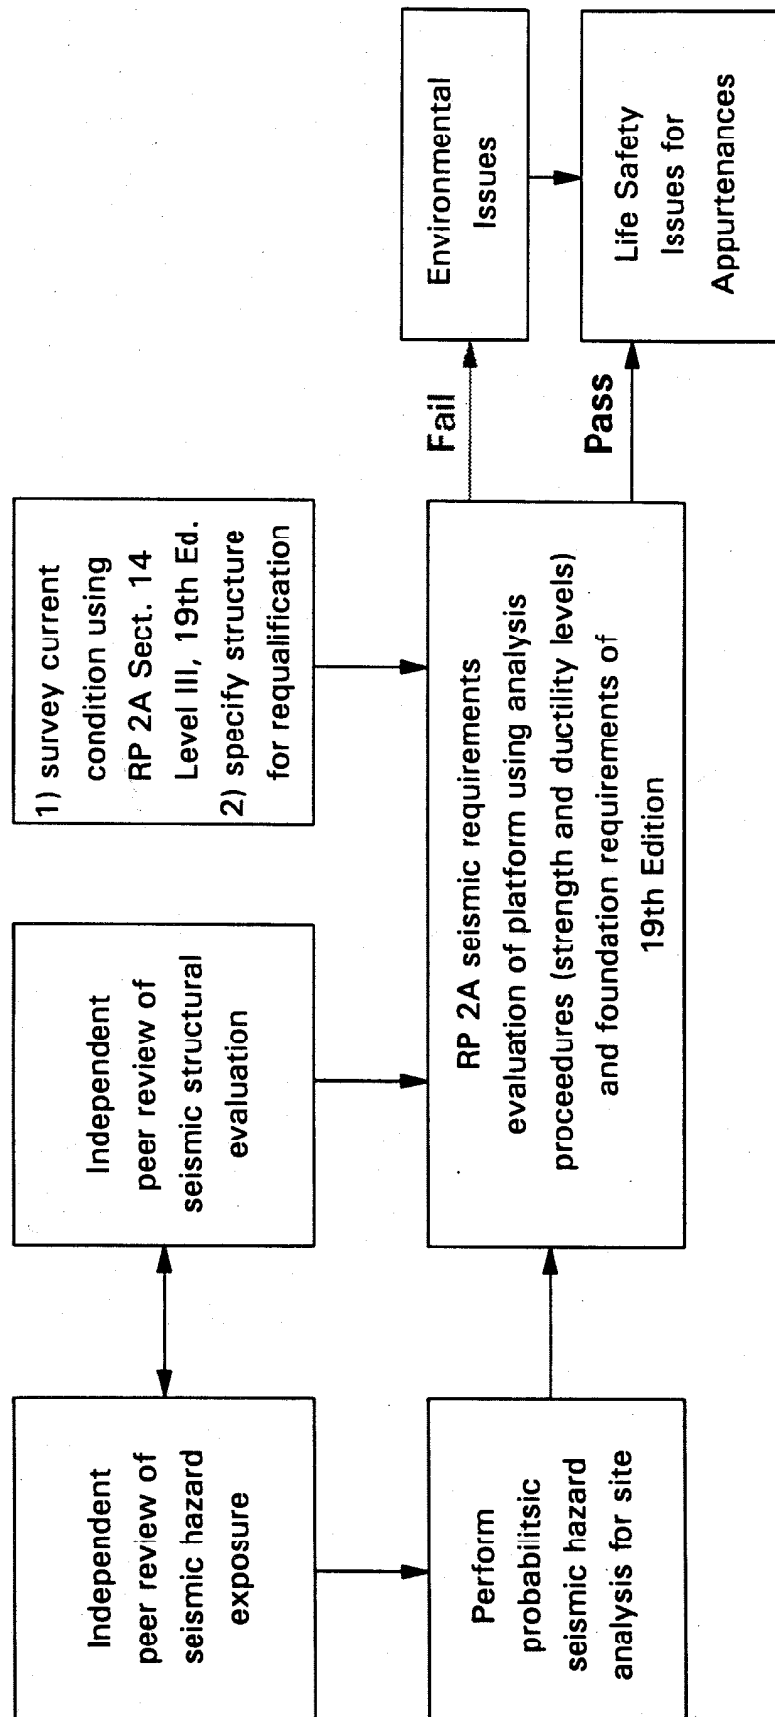 Independent
peer review of
seismic hazard
exposure
Independent
peer review of
seismic structural
evaluation
1) survey current
condition using
RP 2A Sect. 14
Level III, 19th Ed.
2) specify structure
for requalification
Perform
probabilitsic
seismic hazard
analysis for site
RP 2A seismic requirements
evaluation of platform using analysis
proceedures (strength and ductility levels)
and foundation requirements of
19th Edition
Fail
Pass
Environmental
Issues
Life Safety
Issues for
Appurtenances